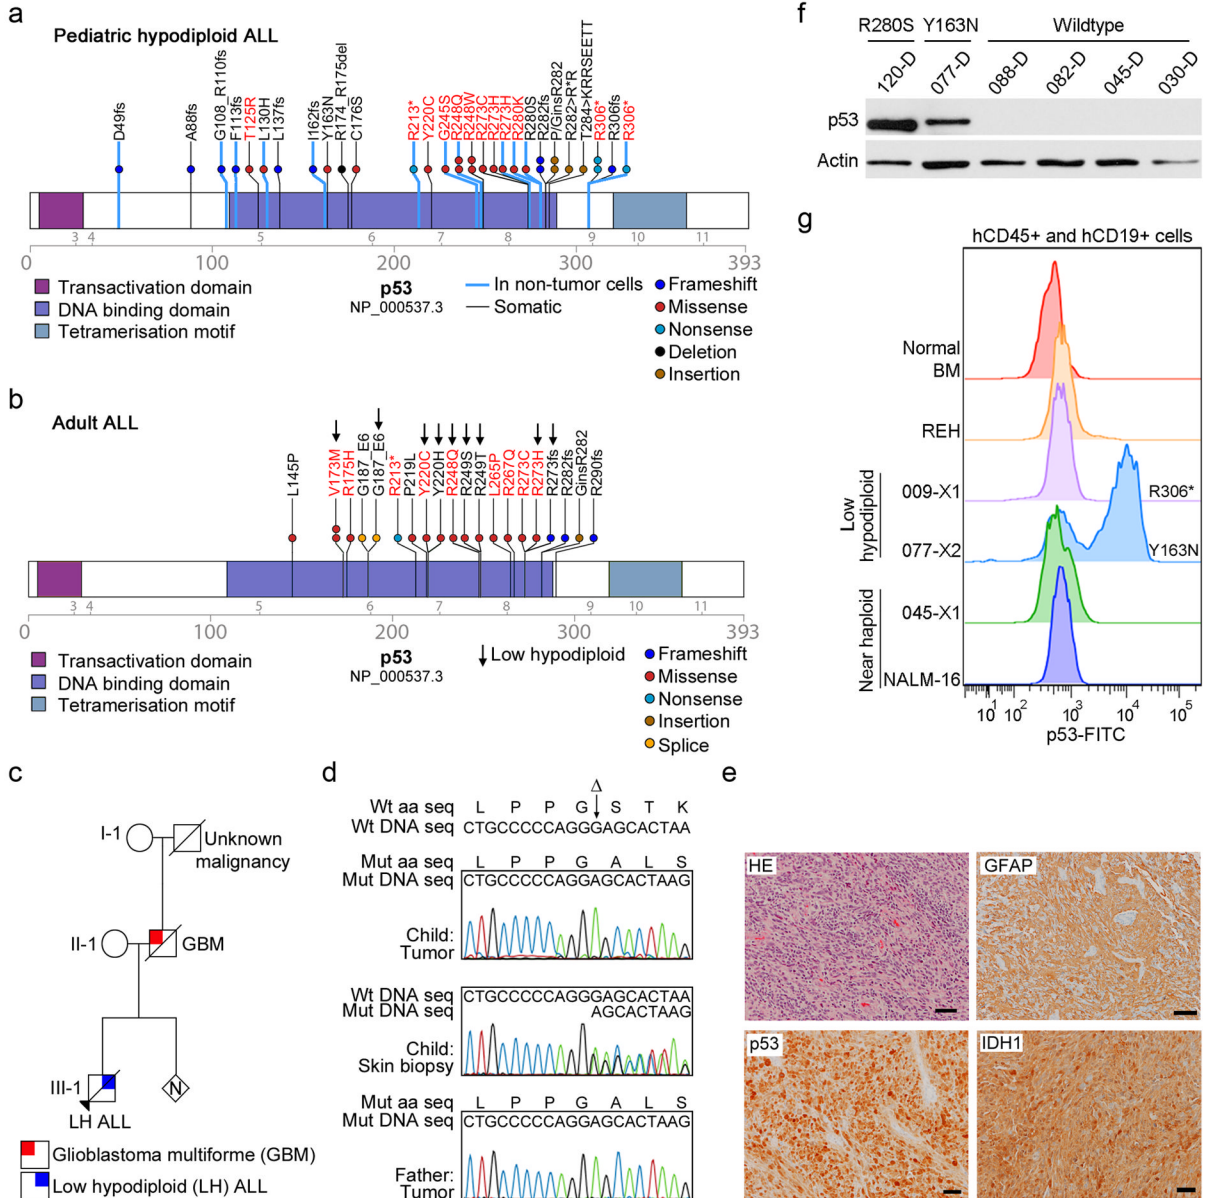 a
Pediatric hypodiploid ALL
D49fs
A88fs
G108_R110fs
F113fs
T125R
L130H
L137fs
I162fs
Y163N
R174_R175del
C176S
R213*
Y220C
G245S
R248Q
R248W
R273C
R273H
R273H
R280K
R280S
R282fs
P/GinsR282
R282>R*R
T284>KRRSEETT
R306*
R306fs
R306*
3 4 5 6 7 8 9 10 11
0 100 300 393
p53
NP_000537.3
Transactivation domain
DNA binding domain
Tetramerisation motif
In non-tumor cells
Somatic
Frameshift
Missense
Nonsense
Deletion
Insertion
b
Adult ALL
L145P
V173M
R175H
G187_E6
G187_E6
R213*
P219L
Y220C
Y220H
R248Q
R249S
R249T
L265P
R267Q
R273C
R273H
R273fs
R282fs
GinsR282
R290fs
3 4 5 6 7 8 9 10 11
0 100 200 300 393
p53
NP_000537.3
Transactivation domain
DNA binding domain
Tetramerisation motif
Low hypodiploid
Frameshift
Missense
Nonsense
Insertion
Splice
c
I-1
Unknown
malignancy
II-1
GBM
III-1
N
LH ALL
Glioblastoma multiforme (GBM)
Low hypodiploid (LH) ALL
d
Δ
Wt aa seq L P P G S T K
Wt DNA seq CTGCCCCCAGGGAGCACTAA
Mut aa seq L P P G A L S
Mut DNA seq CTGCCCCCAGGAGCACTAAG
Child:
Tumor
Wt DNA seq CTGCCCCCAGGGAGCACTAA
Mut DNA seq AGCACTAAG
Child:
Skin biopsy
Mut aa seq L P P G A L S
Mut DNA seq CTGCCCCCAGGAGCACTAAG
Father:
Tumor
e
HE
GFAP
p53
IDH1
f
R280S Y163N Wildtype
120-D 077-D 088-D 082-D 045-D 030-D
p53
Actin
g
hCD45+ and hCD19+ cells
Normal
BM
REH
Low
hypodiploid
009-X1
R306*
077-X2
Y163N
Near haploid
045-X1
NALM-16
10¹ 10² 10³ 10⁴ 10⁵
p53-FITC